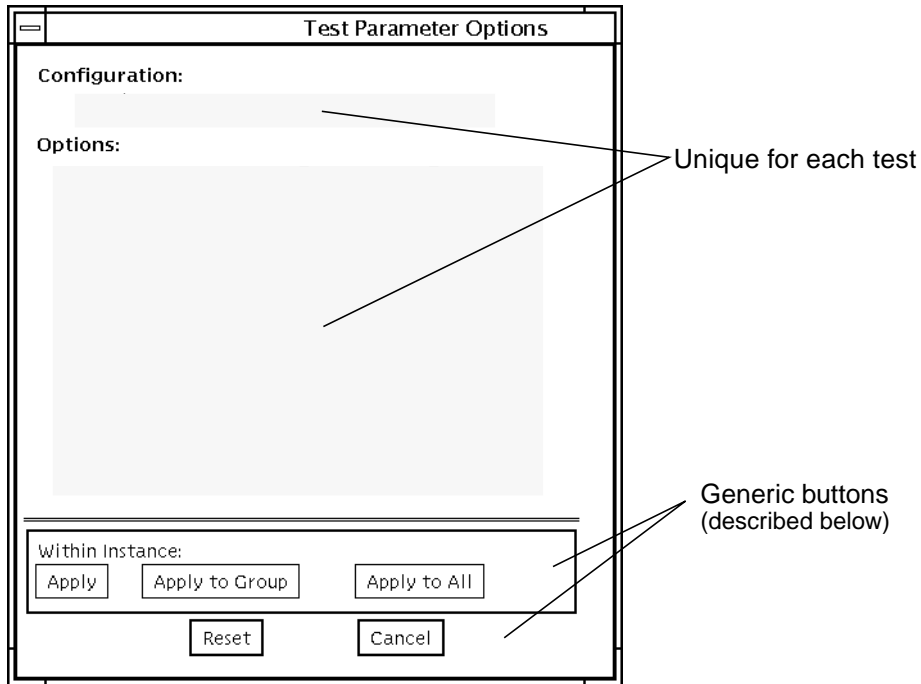 Test Parameter Options
Configuration:
Options:
Unique for each test
Generic buttons
(described below)
Within Instance:
Apply
Apply to Group
Apply to All
Reset
Cancel